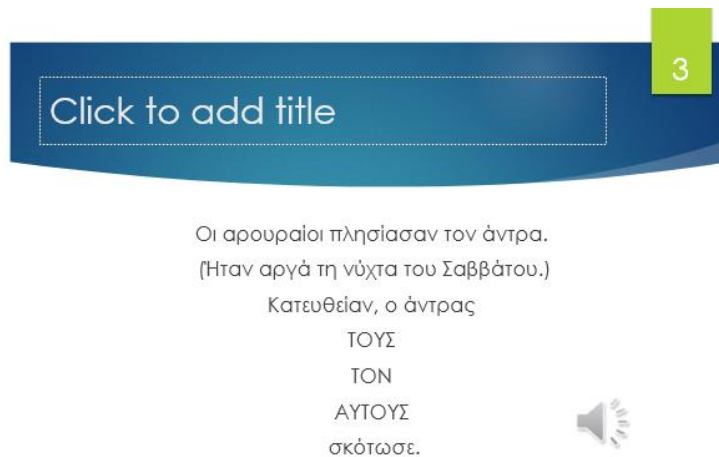 3
Click to add title
Οι αρουραίοι πλησίασαν τον άντρα.
(Ήταν αργά τη νύχτα του Σαββάτου.)
Κατευθείαν, ο άντρας
ΤΟΥΣ
ΤΟΝ
ΑΥΤΟΥΣ
σκότωσε.